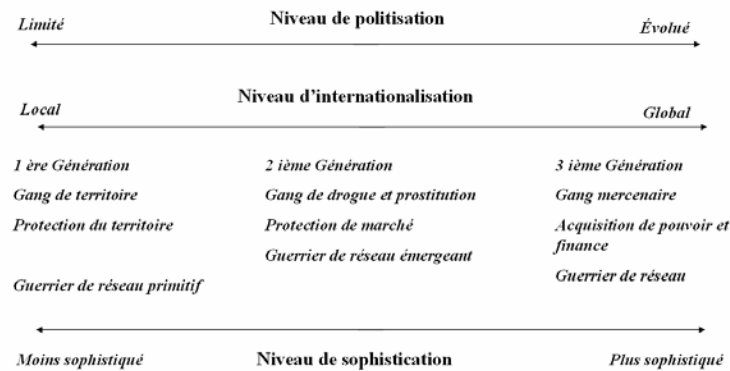 Niveau de politisation
Limité Évolué
Niveau d'internationalisation
Local Global
1 ère Génération 2 ième Génération 3 ième Génération
Gang de territoire Gang de drogue et prostitution Gang mercenaire
Protection du territoire Protection de marché Acquisition de pouvoir et
finance
Guerrier de réseau émergeant
Guerrier de réseau primitif Guerrier de réseau
Moins sophistiqué Niveau de sophistication Plus sophistiqué